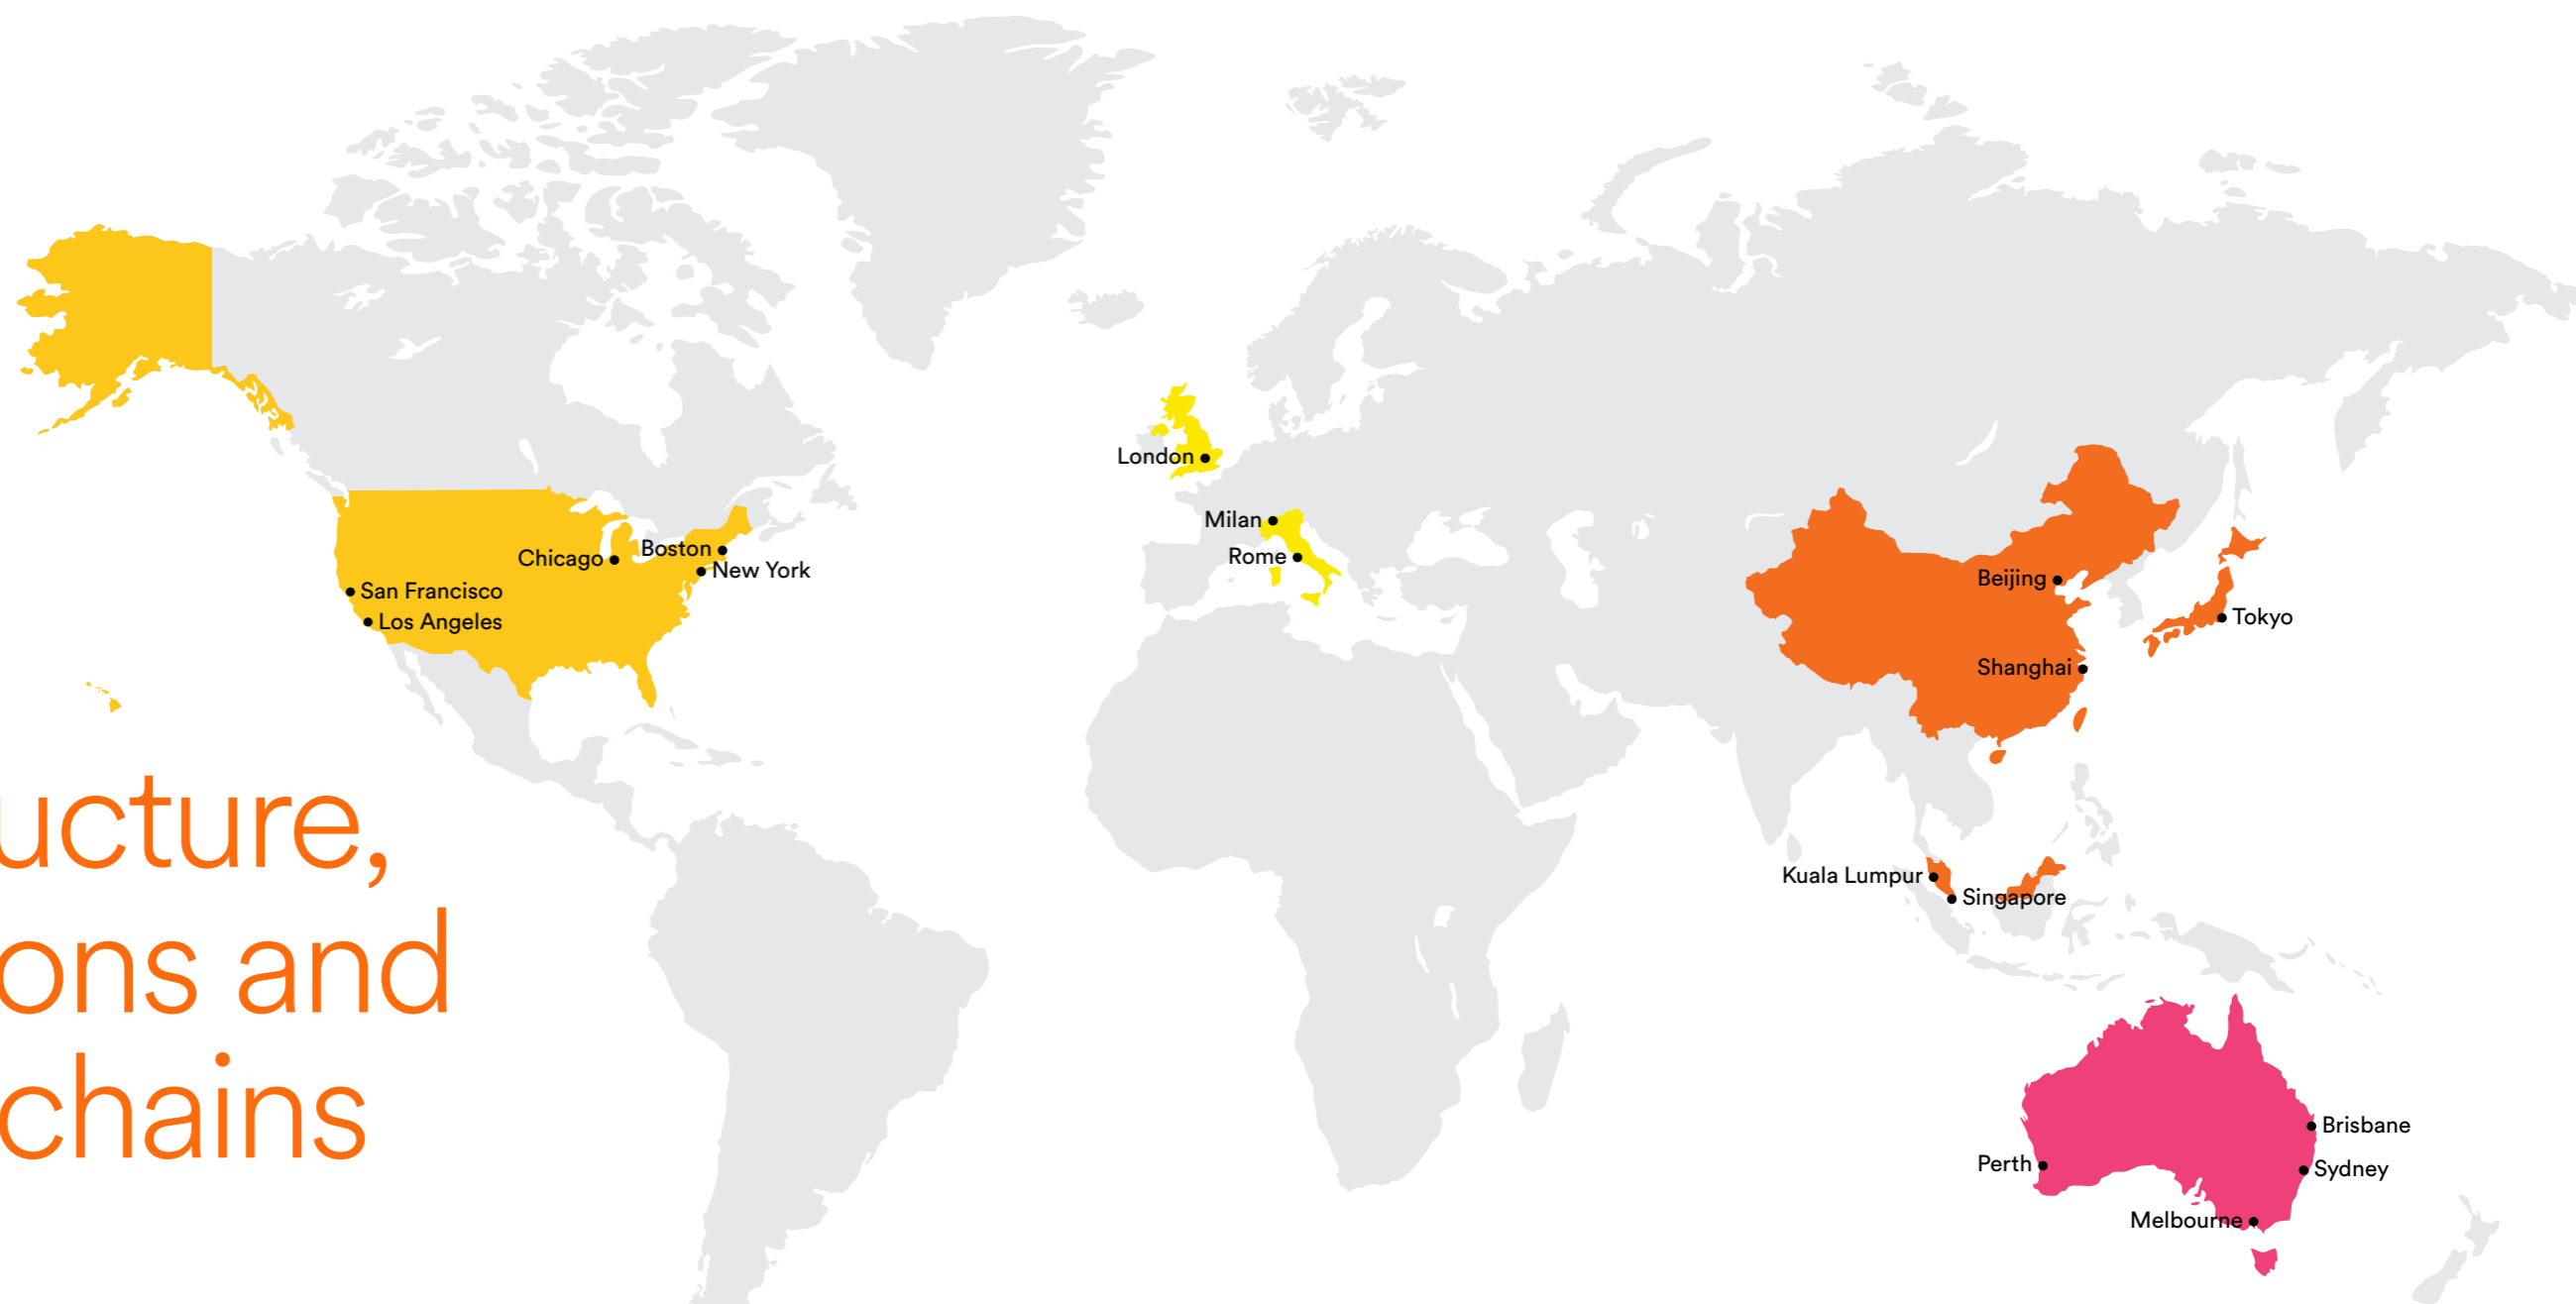 London
Milan
Rome
Chicago
Boston
New York
San Francisco
Los Angeles
Beijing
Tokyo
Shanghai
Kuala Lumpur
Singapore
Brisbane
Perth
Sydney
Melbourne
ucture,
ons and
chains